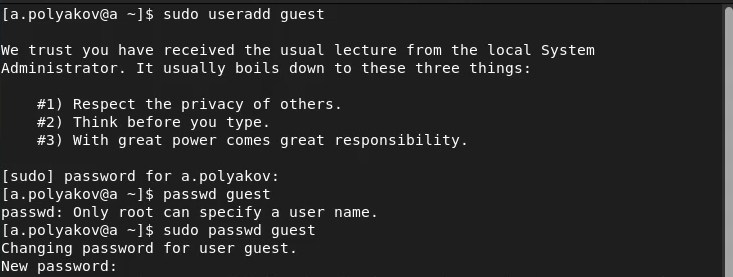 [a.polyakov@a ~]$ sudo useradd guest
We trust you have received the usual lecture from the local System
Administrator. It usually boils down to these three things:
#1) Respect the privacy of others.
#2) Think before you type.
#3) With great power comes great responsibility.
[sudo] password for a.polyakov:
[a.polyakov@a ~]$ passwd guest
passwd: Only root can specify a user name.
[a.polyakov@a ~]$ sudo passwd guest
Changing password for user guest.
New password: